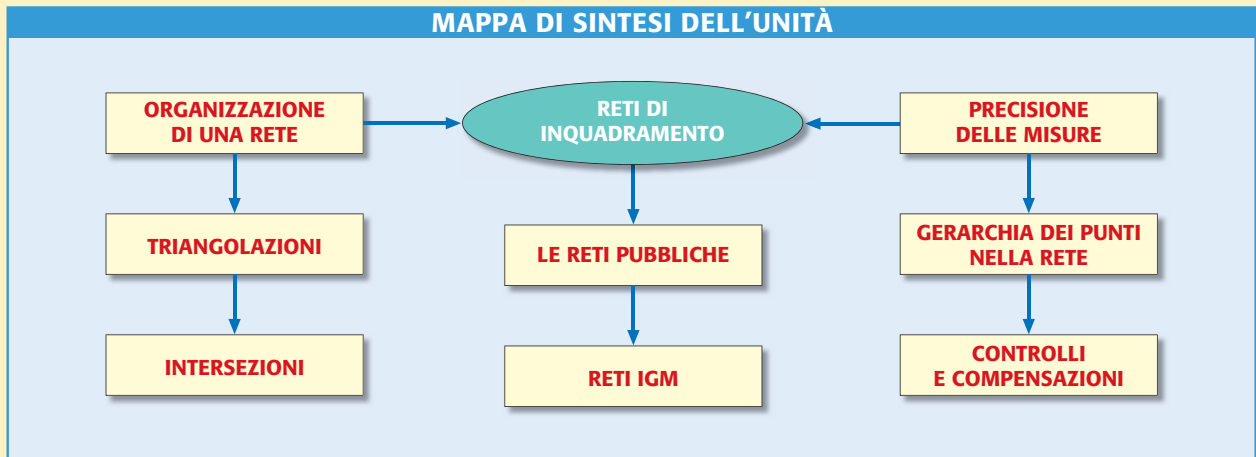 MAPPA DI SINTESI DELL'UNITÀ
ORGANIZZAZIONE
DI UNA RETE
TRIANGOLAZIONI
INTERSEZIONI
RETI DI
INQUADRAMENTO
LE RETI PUBBLICHE
RETI IGM
PRECISIONE
DELLE MISURE
GERARCHIA DEI PUNTI
NELLA RETE
CONTROLLI
E COMPENSAZIONI